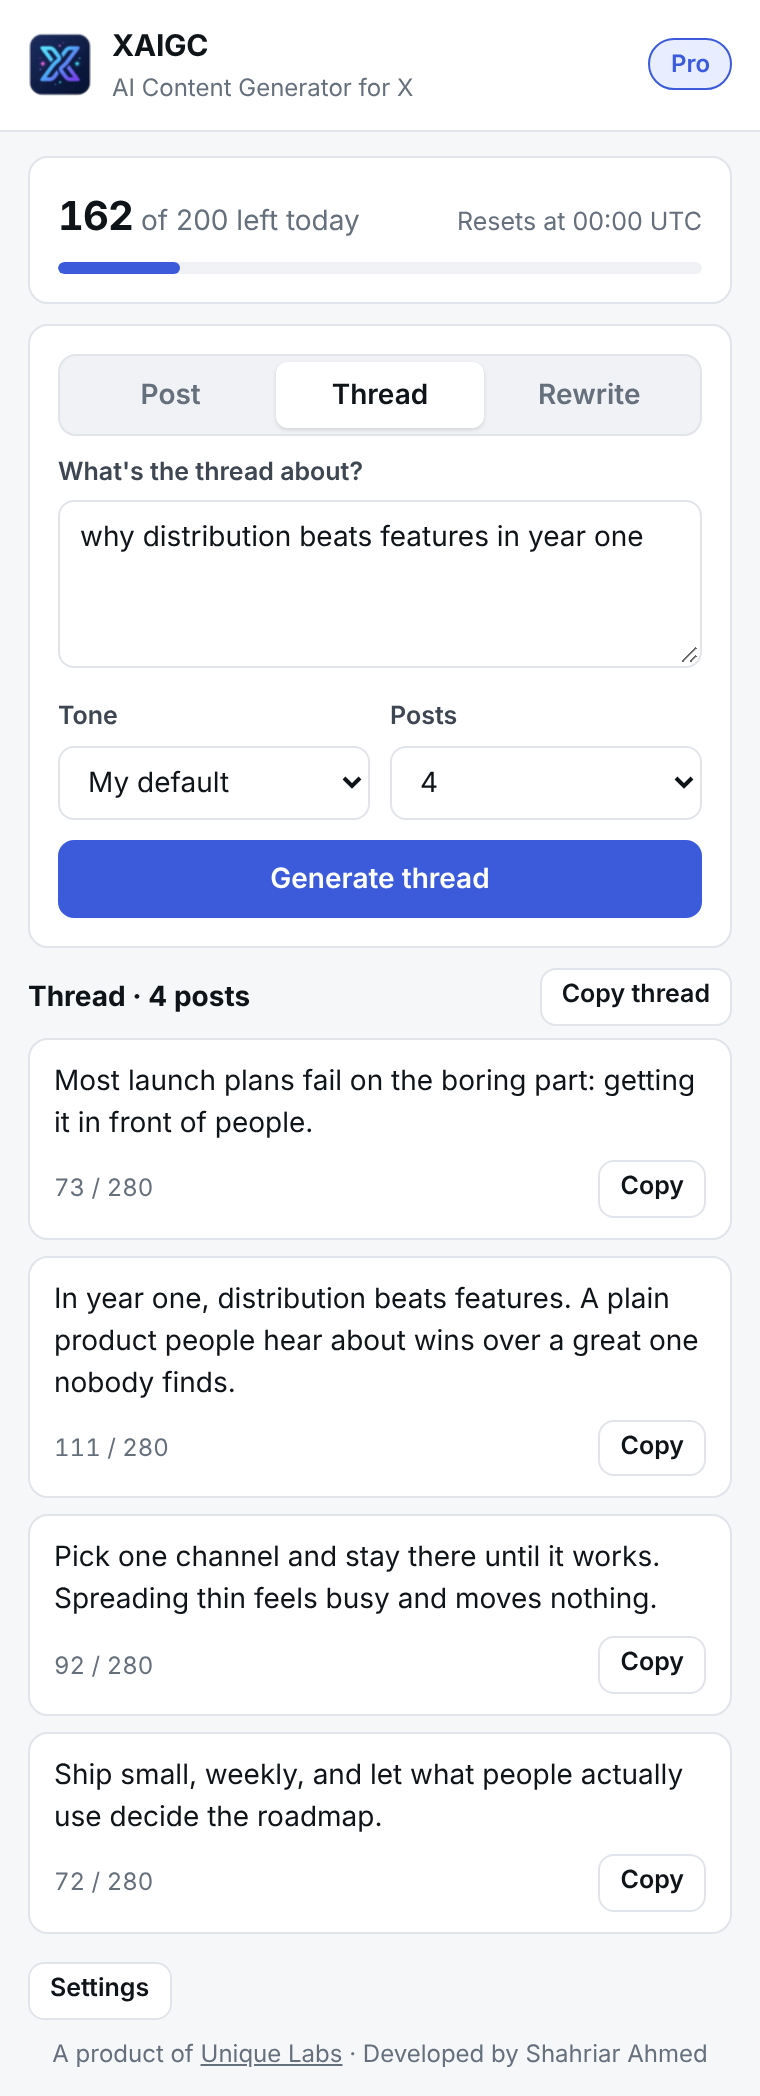 XAIGC
AI Content Generator for X
Pro
162 of 200 left today
Resets at 00:00 UTC
Post
Thread
Rewrite
What's the thread about?
why distribution beats features in year one
Tone
Posts
My default
4
Generate thread
Thread · 4 posts
Copy thread
Most launch plans fail on the boring part: getting
it in front of people.
73 / 280
Copy
In year one, distribution beats features. A plain
product people hear about wins over a great one
nobody finds.
111 / 280
Copy
Pick one channel and stay there until it works.
Spreading thin feels busy and moves nothing.
92 / 280
Copy
Ship small, weekly, and let what people actually
use decide the roadmap.
72 / 280
Copy
Settings
A product of Unique Labs · Developed by Shahriar Ahmed